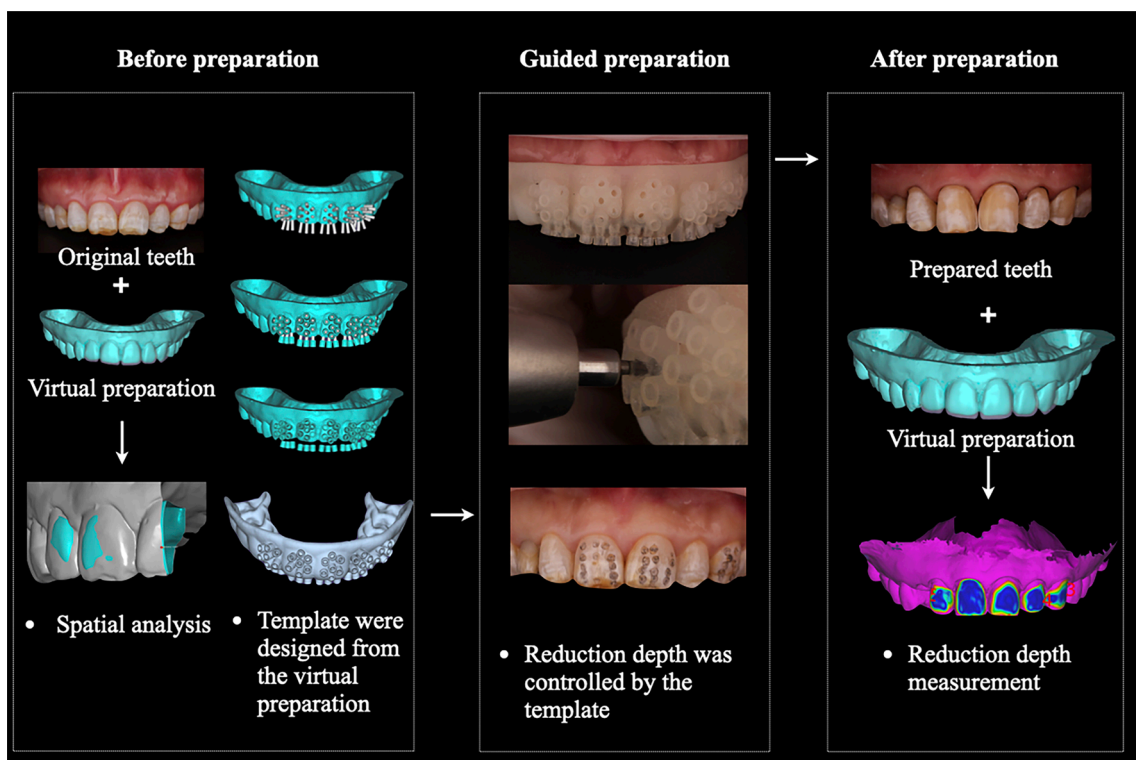 Before preparation
Guided preparation
After preparation
Original teeth
+
Virtual preparation
• Spatial analysis
• Template were
designed from
the virtual
preparation
• Reduction depth was
controlled by the
template
Prepared teeth
+
Virtual preparation
3
• Reduction depth
measurement